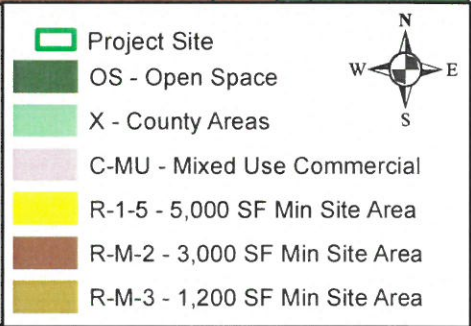 N
Project Site
W E
OS - Open Space
S
X - County Areas
C-MU - Mixed Use Commercial
R-1-5 - 5,000 SF Min Site Area
R-M-2 - 3,000 SF Min Site Area
R-M-3 - 1,200 SF Min Site Area